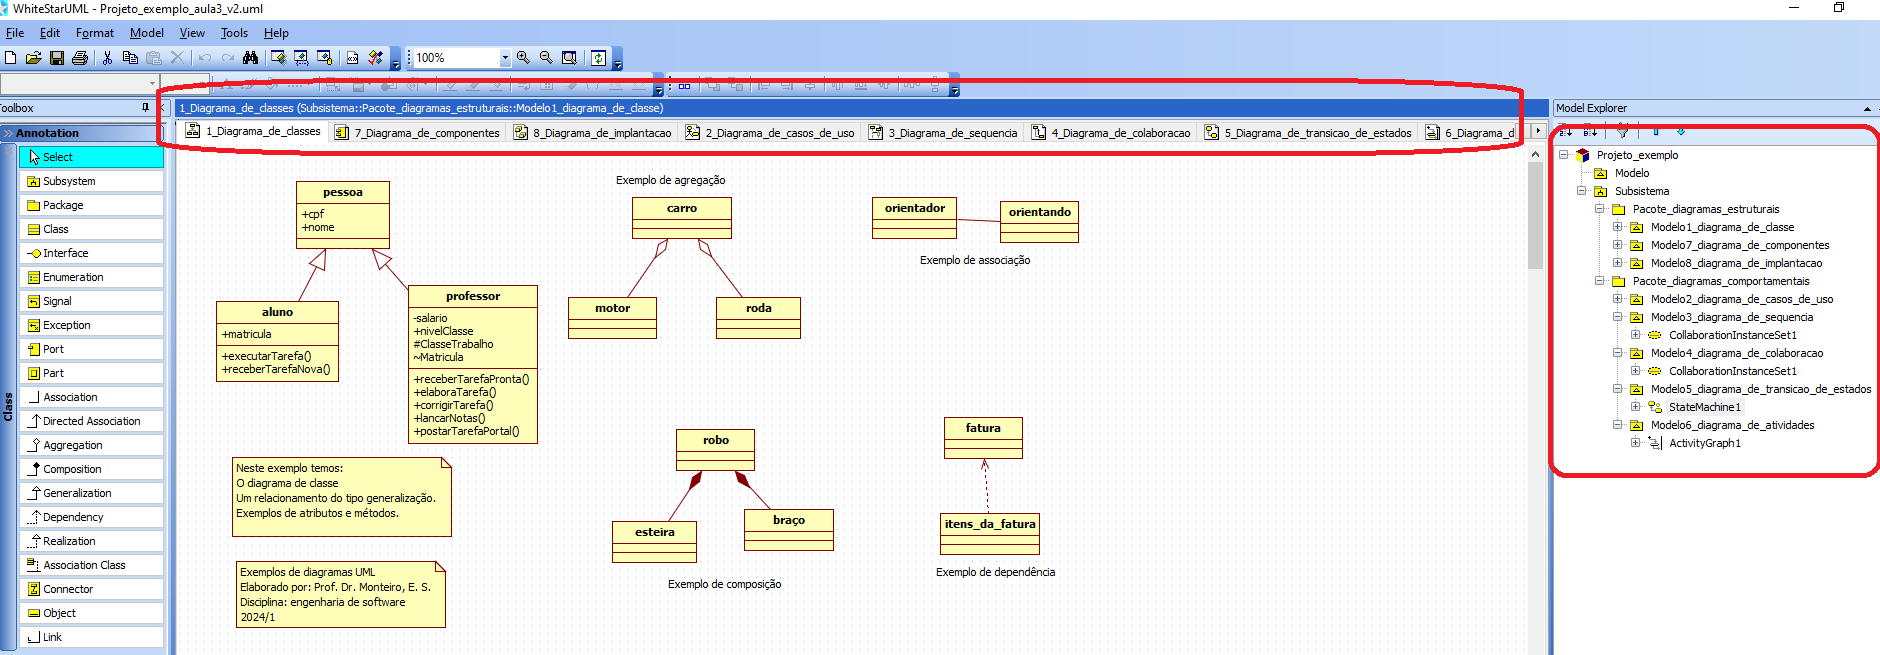 WhiteStarUML - Projeto_exemplo_aula3_v2.uml
File Edit Format Model View Tools Help
100%
Toolbox
1_Diagrama_de_classes (Subsistema::Pacote_diagramas_estruturais::Modelo1_diagrama_de_classe)
Model Explorer
Annotation
1_Diagrama_de_classes 7_Diagrama_de_componentes 8_Diagrama_de_implantacao 2_Diagrama_de_casos_de_uso 3_Diagrama_de_sequencia 4_Diagrama_de_colaboracao 5_Diagrama_de_transicao_de_estados 6_Diagrama_d
Select
Subsystem
Package
Class
Interface
Enumeration
Signal
Exception
Port
Part
Association
Directed Association
Aggregation
Composition
Generalization
Dependency
Realization
Association Class
Connector
Object
Link
Class
pessoa
+cpf
+nome
aluno
+matricula
+executarTarefa()
+receberTarefaNova()
professor
-salario
+nivelClasse
#ClasseTrabalho
~Matricula
+receberTarefaPronta()
+elaboraTarefa()
+corrigirTarefa()
+lancarNotas()
+postarTarefaPortal()
Neste exemplo temos:
O diagrama de classe
Um relacionamento do tipo generalização.
Exemplos de atributos e métodos.
Exemplos de diagramas UML
Elaborado por: Prof. Dr. Monteiro, E. S.
Disciplina: engenharia de software
2024/1
Exemplo de agregação
carro
motor
roda
robo
esteira
braço
Exemplo de composição
orientador
orientando
Exemplo de associação
fatura
itens_da_fatura
Exemplo de dependência
Projeto_exemplo
Modelo
Subsistema
Pacote_diagramas_estruturais
Modelo1_diagrama_de_classe
Modelo7_diagrama_de_componentes
Modelo8_diagrama_de_implantacao
Pacote_diagramas_comportamentais
Modelo2_diagrama_de_casos_de_uso
Modelo3_diagrama_de_sequencia
CollaborationInstanceSet1
Modelo4_diagrama_de_colaboracao
CollaborationInstanceSet1
Modelo5_diagrama_de_transicao_de_estados
StateMachine1
Modelo6_diagrama_de_atividades
ActivityGraph1